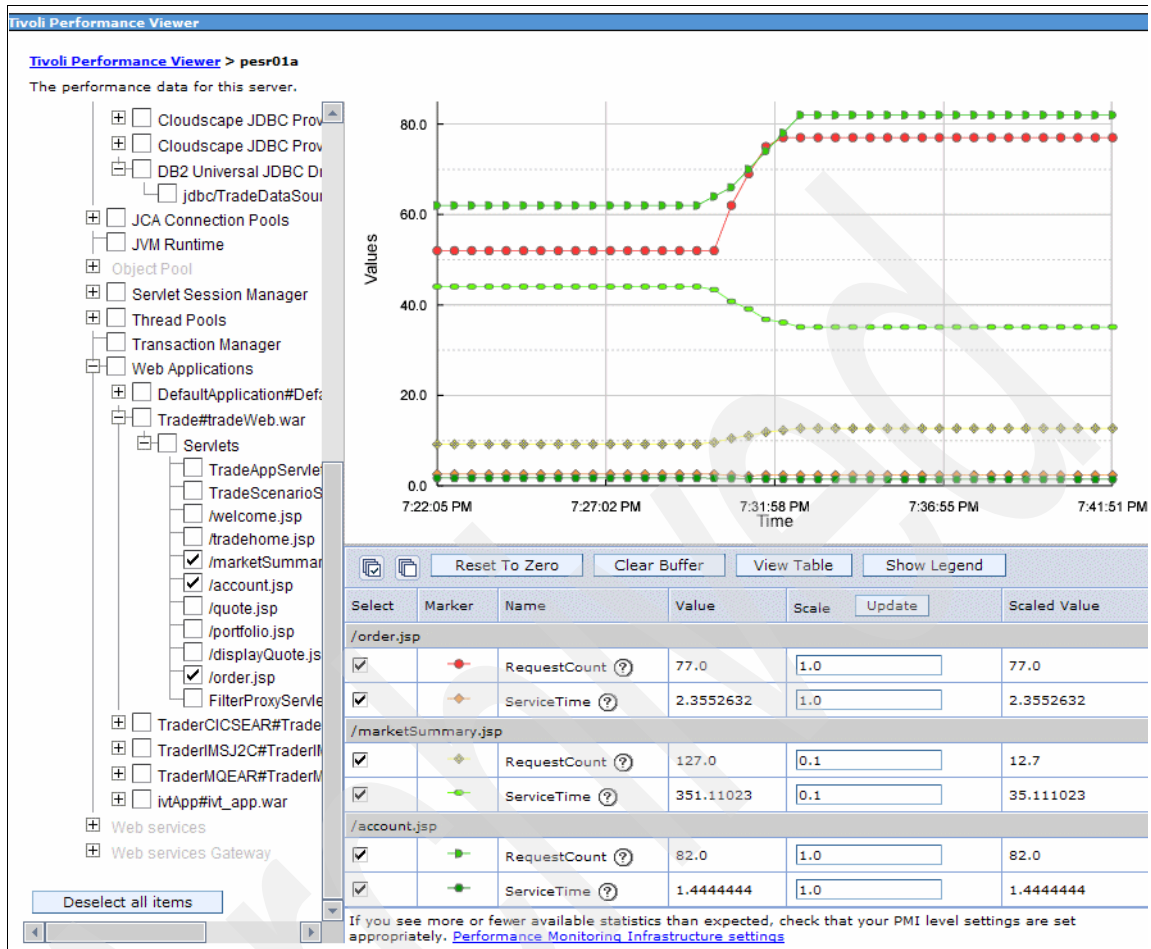 Tivoli Performance Viewer
Tivoli Performance Viewer > pesr01a
The performance data for this server.
Cloudscape JDBC Prov
Cloudscape JDBC Prov
DB2 Universal JDBC Dr
jdbc/TradeDataSour
JCA Connection Pools
JVM Runtime
Object Pool
Servlet Session Manager
Thread Pools
Transaction Manager
Web Applications
DefaultApplication#Defa
Trade#tradeWeb.war
Servlets
TradeAppServlet
TradeScenarioS
/welcome.jsp
/tradehome.jsp
/marketSummar
/account.jsp
/quote.jsp
/portfolio.jsp
/displayQuote.js
/order.jsp
FilterProxyServle
TraderCICSEAR#Trade
TraderIMSJ2C#TraderIM
TraderMQEAR#TraderM
ivtApp#ivt_app.war
Web services
Web services Gateway
Deselect all items
Values
80.0
60.0
40.0
20.0
0.0
7:22:05 PM 7:27:02 PM 7:31:58 PM 7:36:55 PM 7:41:51 PM
Time
Reset To Zero Clear Buffer View Table Show Legend
Select Marker Name Value Scale Update Scaled Value
/order.jsp
RequestCount (?) 77.0 1.0 77.0
ServiceTime (?) 2.3552632 1.0 2.3552632
/marketSummary.jsp
RequestCount (?) 127.0 0.1 12.7
ServiceTime (?) 351.11023 0.1 35.111023
/account.jsp
RequestCount (?) 82.0 1.0 82.0
ServiceTime (?) 1.4444444 1.0 1.4444444
If you see more or fewer available statistics than expected, check that your PMI level settings are set
appropriately. Performance Monitoring Infrastructure settings